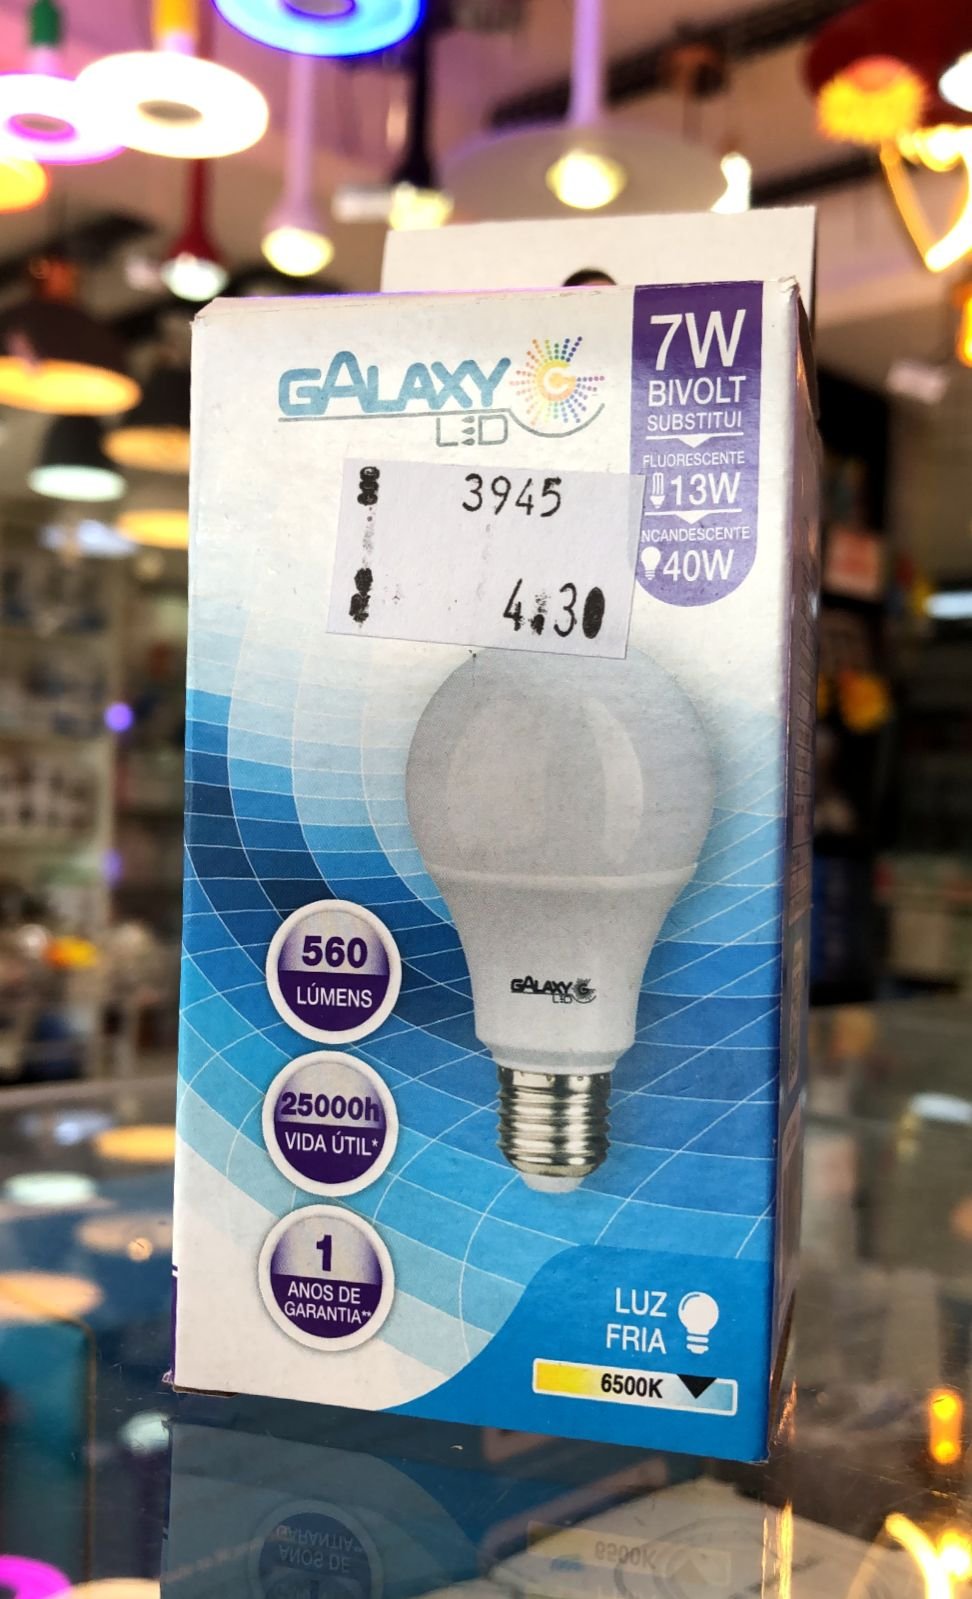 GALAXY
LED
7W
BIVOLT
SUBSTITUI
FLUORESCENTE
13W
INCANDESCENTE
40W
3945
4.30
GALAXY
LED
560
LÚMENS
25000h
VIDA ÚTIL*
1
ANOS DE
GARANTIA**
LUZ
FRIA
6500K